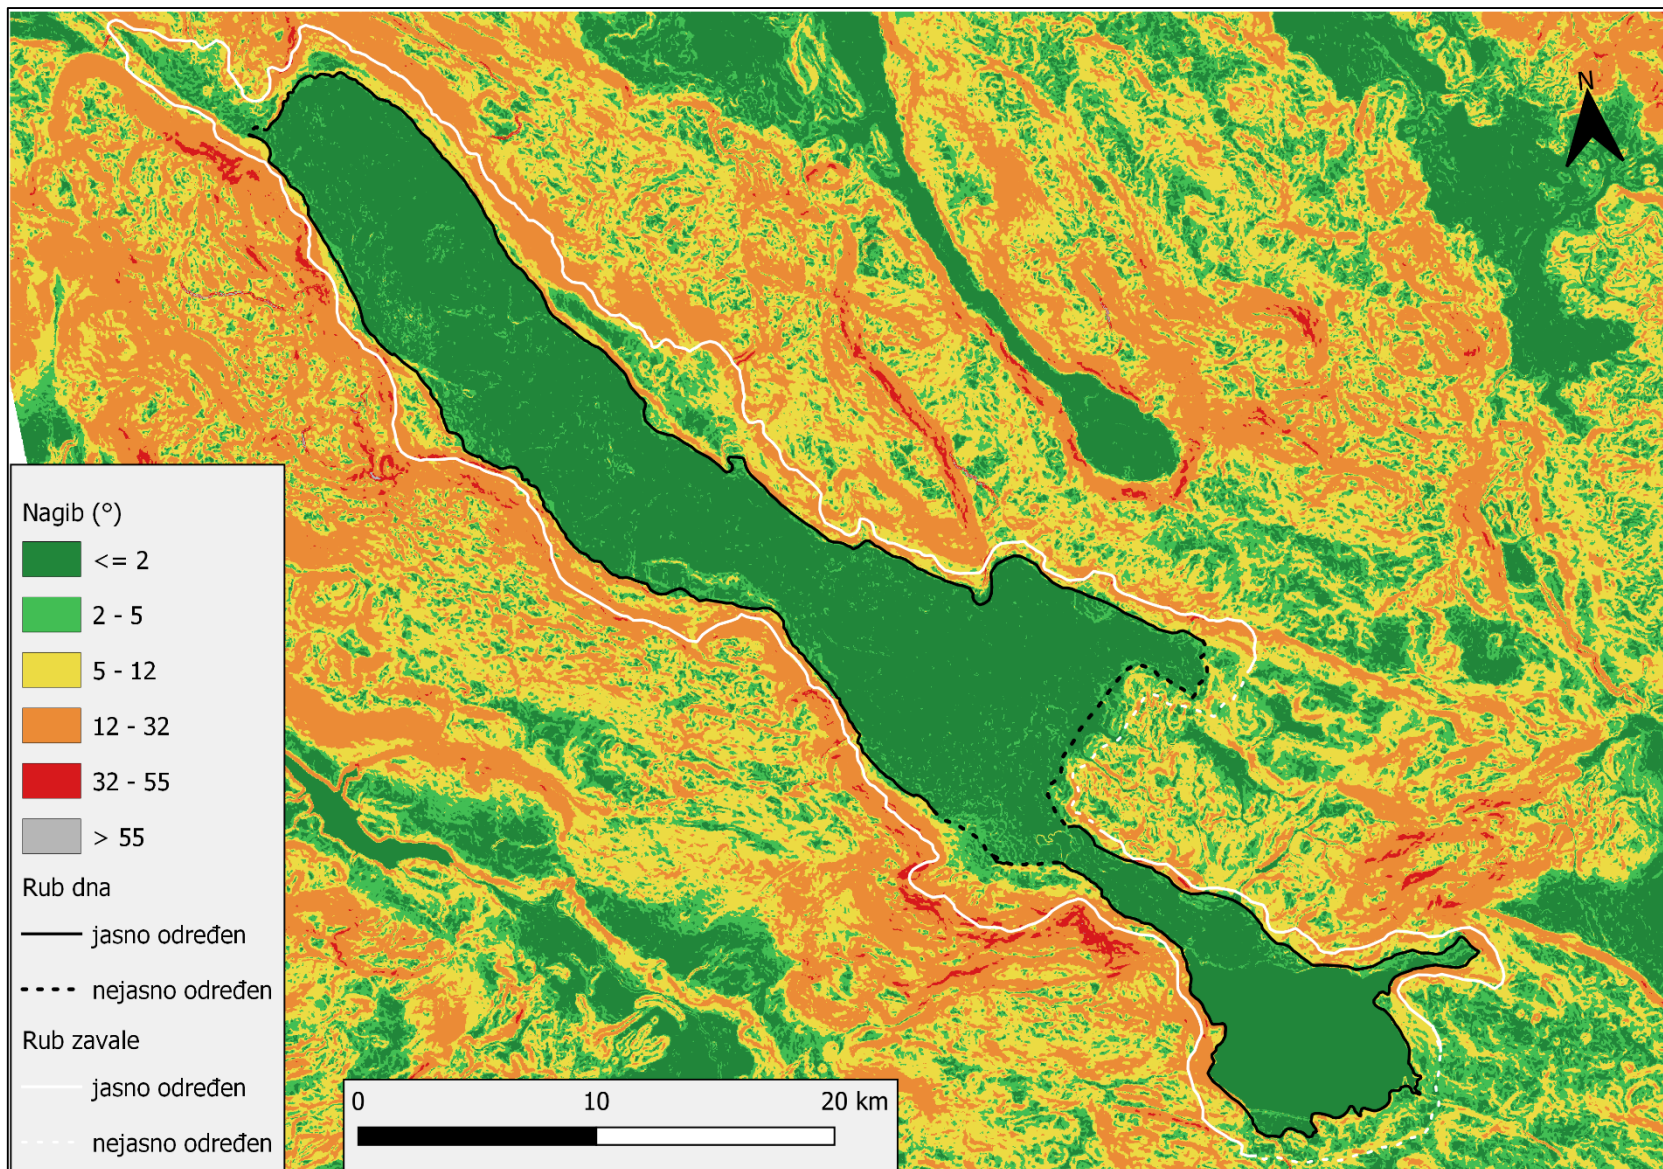 N
Nagib (°)
<= 2
2 - 5
5 - 12
12 - 32
32 - 55
> 55
Rub dna
jasno određen
nejasno određen
Rub zavale
jasno određen
nejasno određen
0 10 20 km